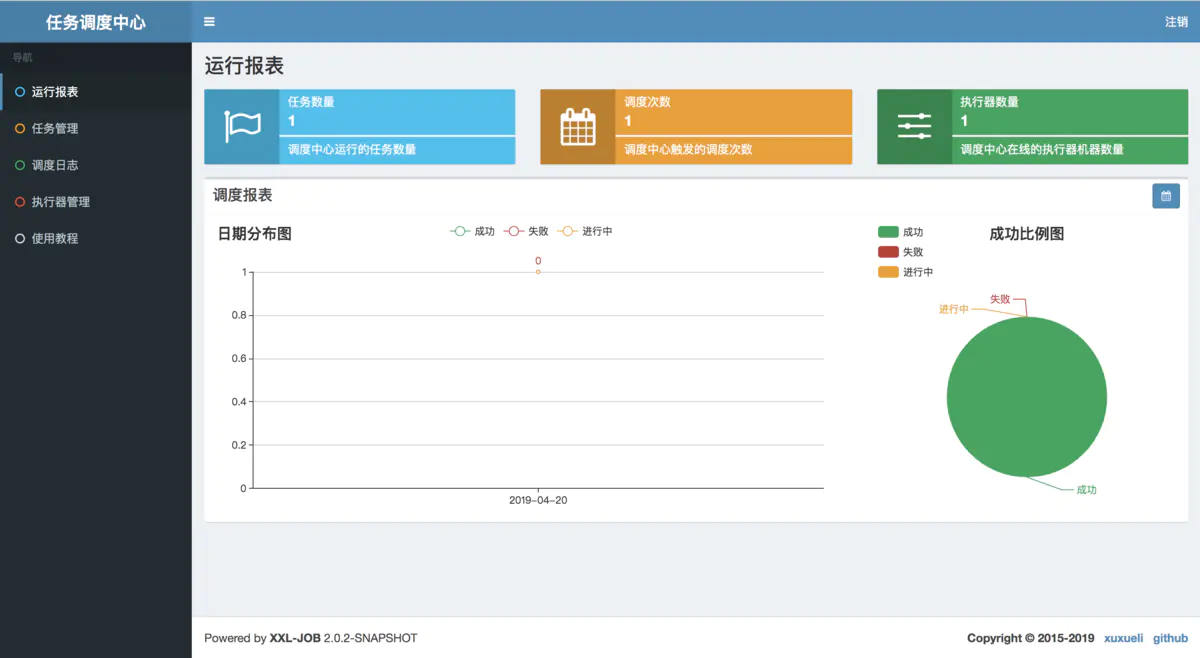 任务调度中心
注销
导航
运行报表
任务管理
调度日志
执行器管理
使用教程
运行报表
任务数量
1
调度中心运行的任务数量
调度次数
1
调度中心触发的调度次数
执行器数量
1
调度中心在线的执行器机器数量
调度报表
日期分布图
成功 失败 进行中
0
1
0.8
0.6
0.4
0.2
0
2019-04-20
成功
失败
进行中
成功比例图
失败
进行中
成功
Powered by XXL-JOB 2.0.2-SNAPSHOT
Copyright © 2015-2019 xuxueli github